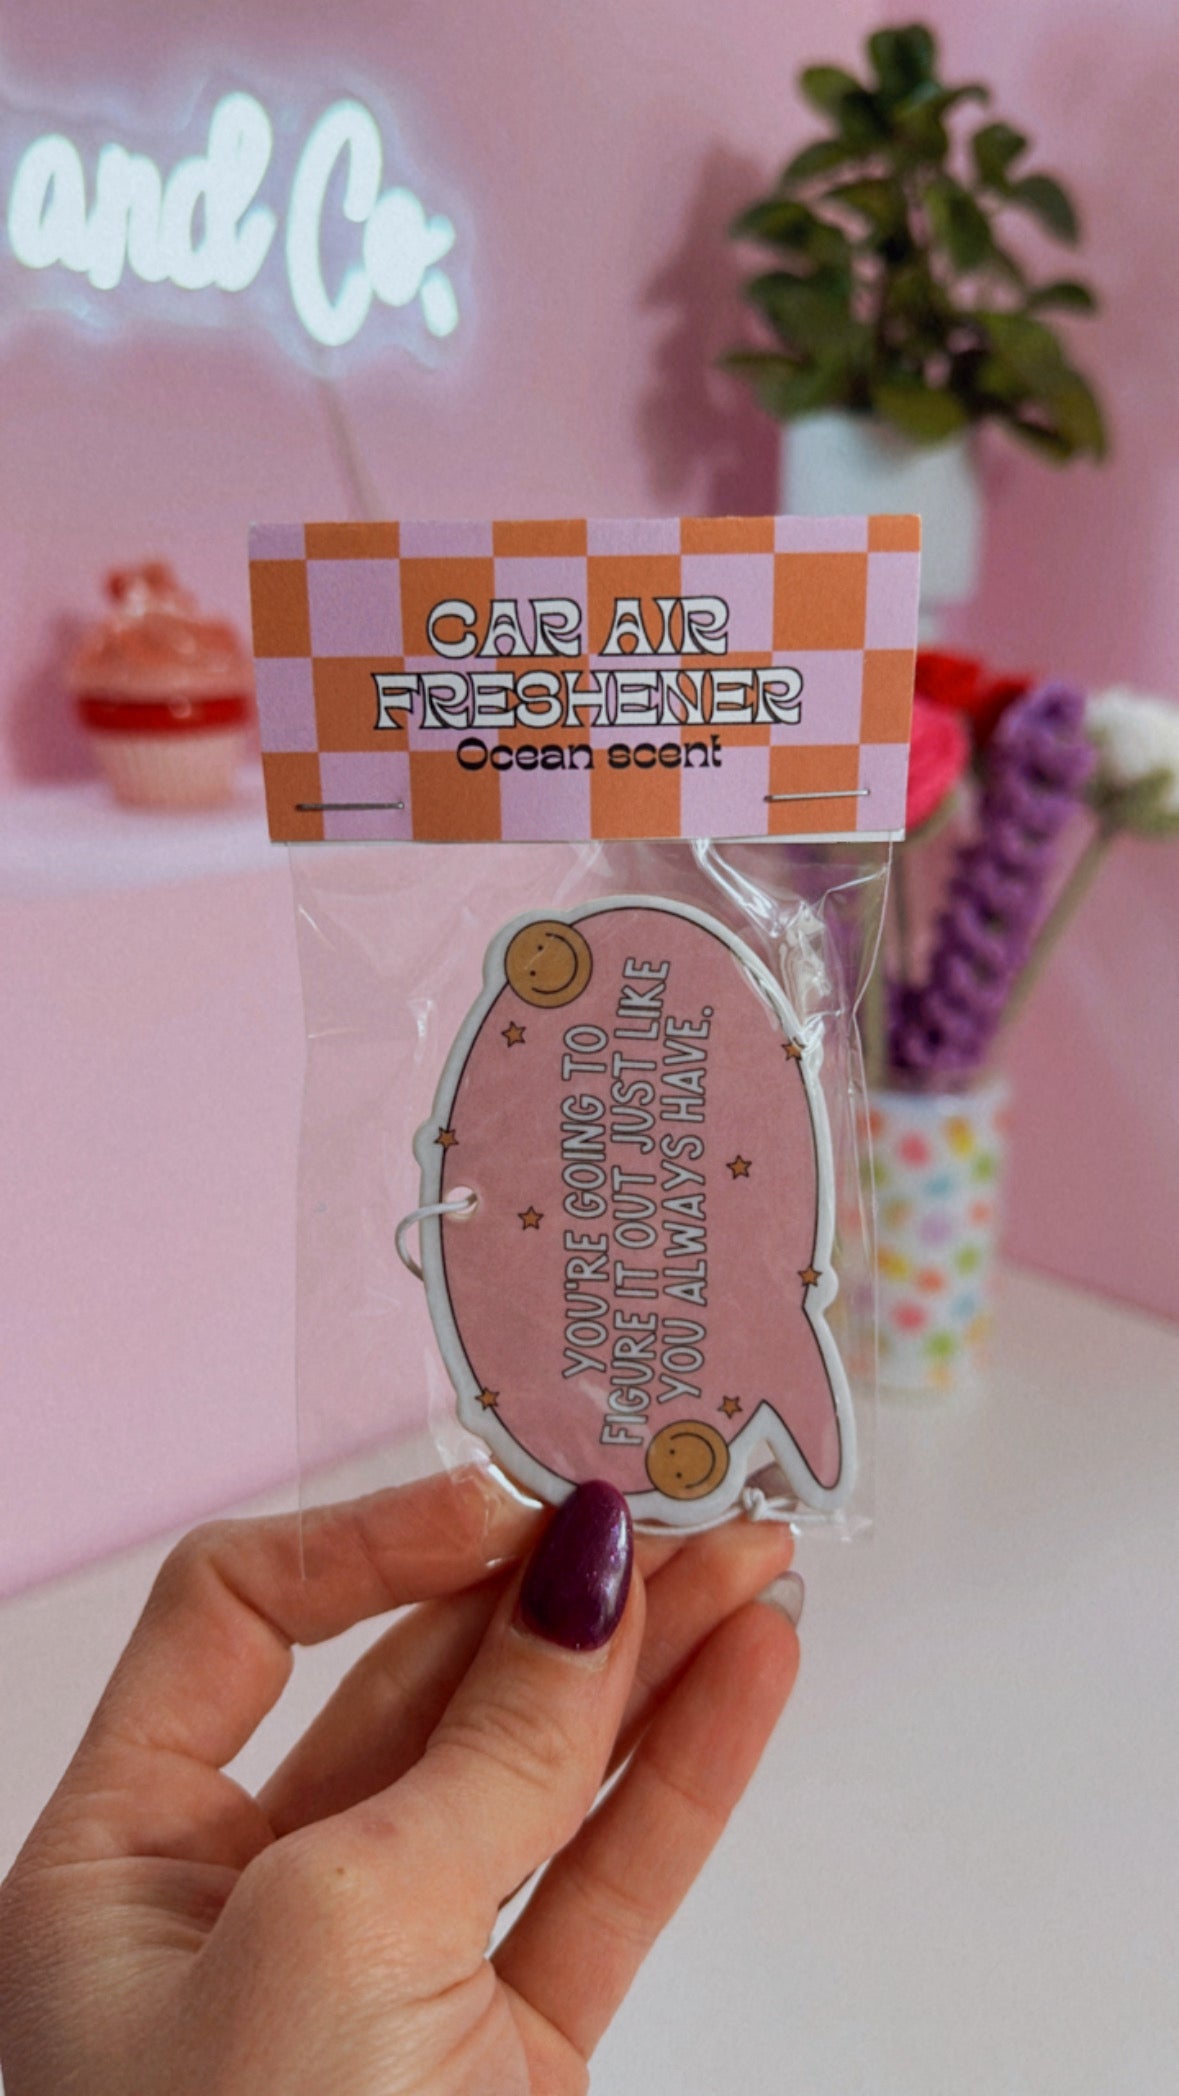 and Co.
CAR AIR
FRESHENER
Ocean scent
YOU'RE GOING TO
FIGURE IT OUT JUST LIKE
YOU ALWAYS HAVE.